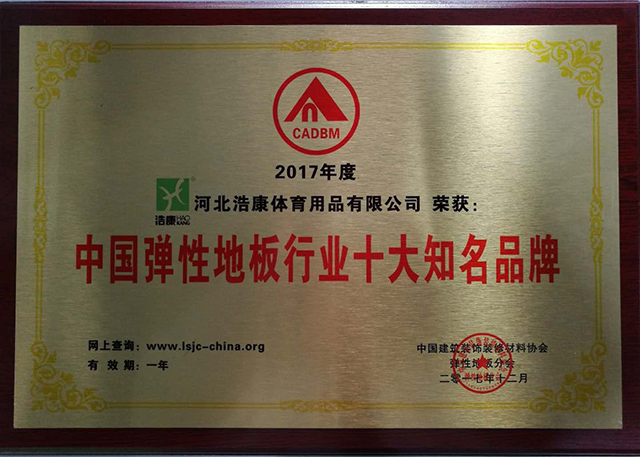 CADBM
2017年度
浩康 HAO KANG 河北浩康体育用品有限公司 荣获：
中国弹性地板行业十大知名品牌
网上查询：www.lsjc-china.org
有 效 期：一年
中国建筑装饰装修材料协会
弹性地板分会
二零一七年十二月